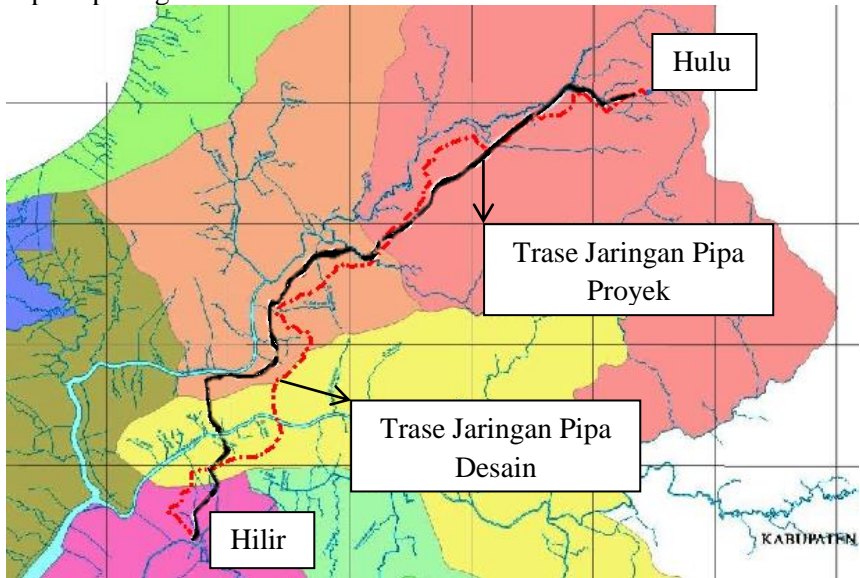 Hulu
Trase Jaringan Pipa
Proyek
Trase Jaringan Pipa
Desain
Hilir
KABUPATEN